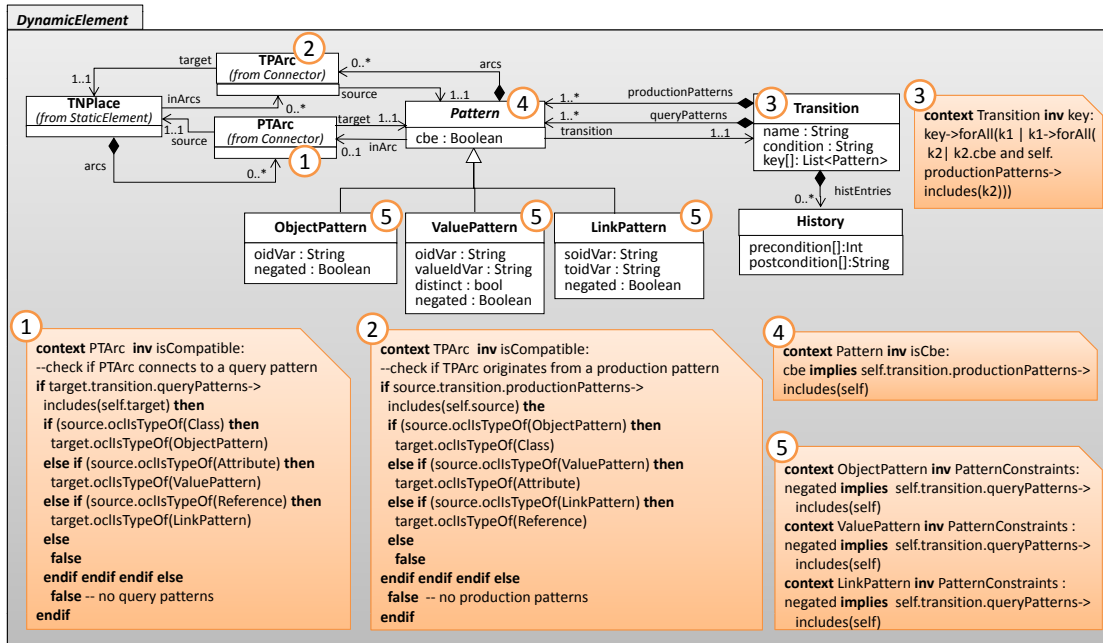 DynamicElement
2
TPArc
(from Connector)
target
0..*
arcs
1..1
TNPlace
(from StaticElement)
inArcs
0..*
source
1..1
Pattern
4
cbe : Boolean
productionPatterns
1..*
queryPatterns
1..*
transition
1..1
3
Transition
name : String
condition : String
key[]: List<Pattern>
3
context Transition inv key:
key->forAll(k1 | k1->forAll(
k2| k2.cbe and self.
productionPatterns->
includes(k2)))
1..1
source
PTArc
(from Connector)
1
target
1..1
0..1
inArc
arcs
0..*
0..*
histEntries
History
precondition[]:Int
postcondition[]:String
ObjectPattern
5
oidVar : String
negated : Boolean
ValuePattern
5
oidVar : String
valueIdVar : String
distinct : bool
negated : Boolean
LinkPattern
5
soidVar: String
toidVar : String
negated : Boolean
1
context PTArc inv isCompatible:
--check if PTArc connects to a query pattern
if target.transition.queryPatterns->
includes(self.target) then
if (source.oclIsTypeOf(Class) then
target.oclIsTypeOf(ObjectPattern)
else if (source.oclIsTypeOf(Attribute) then
target.oclIsTypeOf(ValuePattern)
else if (source.oclIsTypeOf(Reference) then
target.oclIsTypeOf(LinkPattern)
else
false
endif endif endif else
false -- no query patterns
endif
2
context TPArc inv isCompatible:
--check if TPArc originates from a production pattern
if source.transition.productionPatterns->
includes(self.source) the
if (source.oclIsTypeOf(ObjectPattern) then
target.oclIsTypeOf(Class)
else if (source.oclIsTypeOf(ValuePattern) then
target.oclIsTypeOf(Attribute)
else if (source.oclIsTypeOf(LinkPattern) then
target.oclIsTypeOf(Reference)
else
false
endif endif endif else
false -- no production patterns
endif
4
context Pattern inv isCbe:
cbe implies self.transition.productionPatterns->
includes(self)
5
context ObjectPattern inv PatternConstraints:
negated implies self.transition.queryPatterns->
includes(self)
context ValuePattern inv PatternConstraints :
negated implies self.transition.queryPatterns->
includes(self)
context LinkPattern inv PatternConstraints :
negated implies self.transition.queryPatterns->
includes(self)